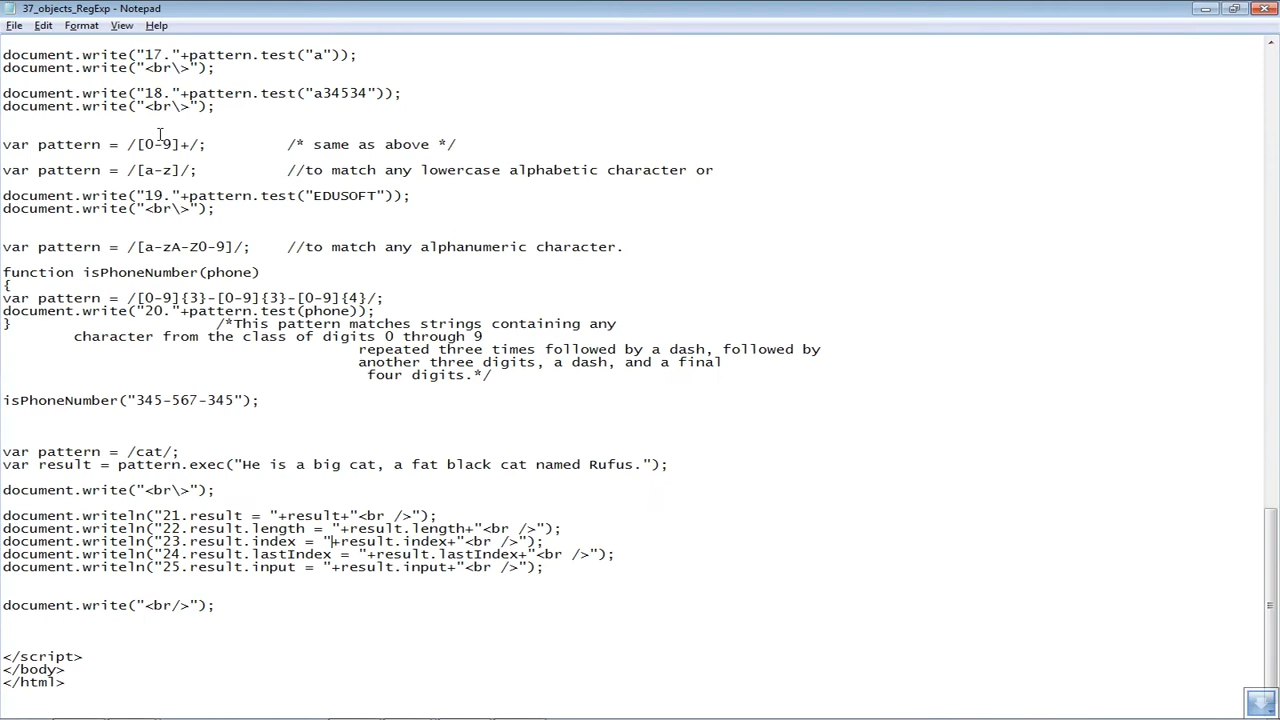 37_objects_RegExp - Notepad
File Edit Format View Help
document.write("17."+pattern.test("a"));
document.write("<br\>");
document.write("18."+pattern.test("a34534"));
document.write("<br\>");
var pattern = /[0-9]+/; /* same as above */
var pattern = /[a-z]/; //to match any lowercase alphabetic character or
document.write("19."+pattern.test("EDUSOFT"));
document.write("<br\>");
var pattern = /[a-zA-Z0-9]/; //to match any alphanumeric character.
function isPhoneNumber(phone)
{
var pattern = /[0-9]{3}-[0-9]{3}-[0-9]{4}/;
document.write("20."+pattern.test(phone));
} /*This pattern matches strings containing any
character from the class of digits 0 through 9
repeated three times followed by a dash, followed by
another three digits, a dash, and a final
four digits.*/
isPhoneNumber("345-567-345");
var pattern = /cat/;
var result = pattern.exec("He is a big cat, a fat black cat named Rufus.");
document.write("<br\>");
document.writeln("21.result = "+result+"<br />");
document.writeln("22.result.length = "+result.length+"<br />");
document.writeln("23.result.index = "+result.index+"<br />");
document.writeln("24.result.lastIndex = "+result.lastIndex+"<br />");
document.writeln("25.result.input = "+result.input+"<br />");
document.write("<br/>");
</script>
</body>
</html>